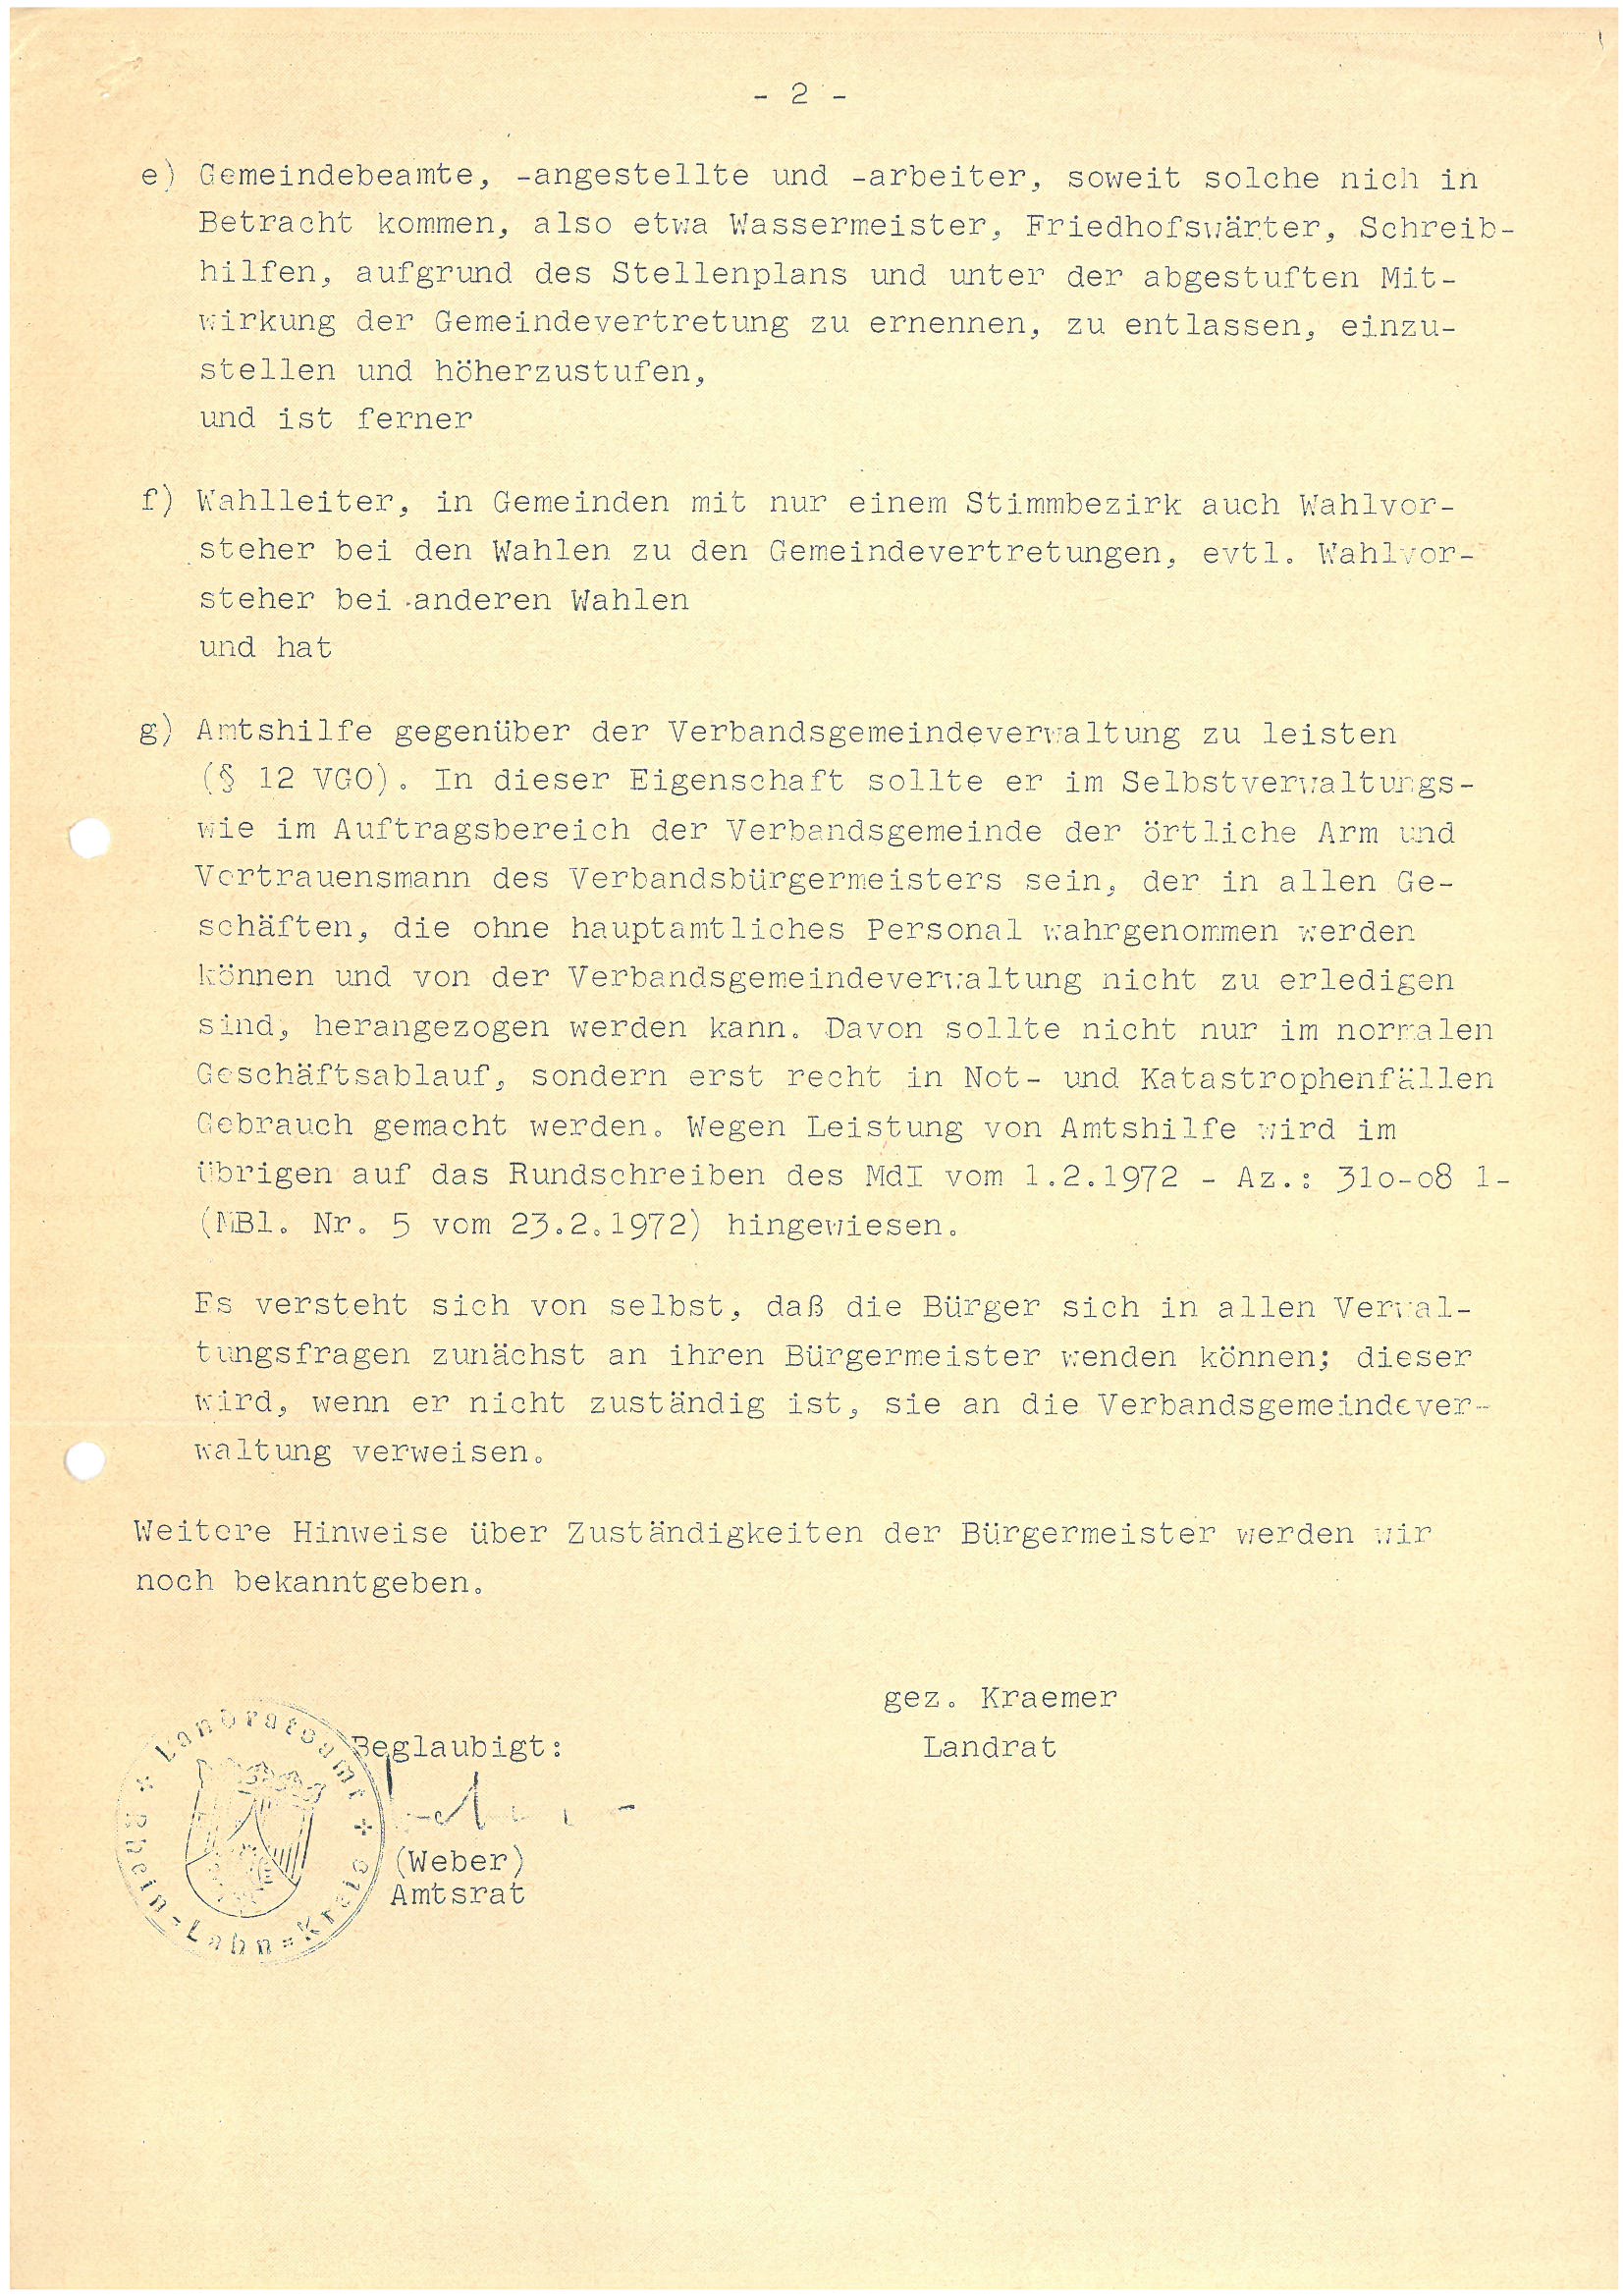 - 2 -
e) Gemeindebeamte, -angestellte und -arbeiter, soweit solche nich in
Betracht kommen, also etwa Wassermeister, Friedhofswärter, Schreib-
hilfen, aufgrund des Stellenplans und unter der abgestuften Mit-
wirkung der Gemeindevertretung zu ernennen, zu entlassen, einzu-
stellen und höherzustufen,
und ist ferner
f) Wahlleiter, in Gemeinden mit nur einem Stimmbezirk auch Wahlvor-
steher bei den Wahlen zu den Gemeindevertretungen, evtl. Wahlvor-
steher bei anderen Wahlen
und hat
g) Amtshilfe gegenüber der Verbandsgemeindeverwaltung zu leisten
(§ 12 VGO). In dieser Eigenschaft sollte er im Selbstverwaltungs-
wie im Auftragsbereich der Verbandsgemeinde der örtliche Arm und
Vertrauensmann des Verbandsbürgermeisters sein, der in allen Ge-
schäften, die ohne hauptamtliches Personal wahrgenommen werden
können und von der Verbandsgemeindeverwaltung nicht zu erledigen
sind, herangezogen werden kann. Davon sollte nicht nur im normalen
Geschäftsablauf, sondern erst recht in Not- und Katastrophenfällen
Gebrauch gemacht werden. Wegen Leistung von Amtshilfe wird im
übrigen auf das Rundschreiben des MdI vom 1.2.1972 - Az.: 31o-o8 1-
(MBl. Nr. 5 vom 23.2.1972) hingewiesen.
Es versteht sich von selbst, daß die Bürger sich in allen Verwal-
tungsfragen zunächst an ihren Bürgermeister wenden können; dieser
wird, wenn er nicht zuständig ist, sie an die Verbandsgemeindever-
waltung verweisen.
Weitere Hinweise über Zuständigkeiten der Bürgermeister werden wir
noch bekanntgeben.
gez. Kraemer
Landrat
Beglaubigt:
(Weber)
Amtsrat
Landratsamt
Rhein-Lahn-Kreis